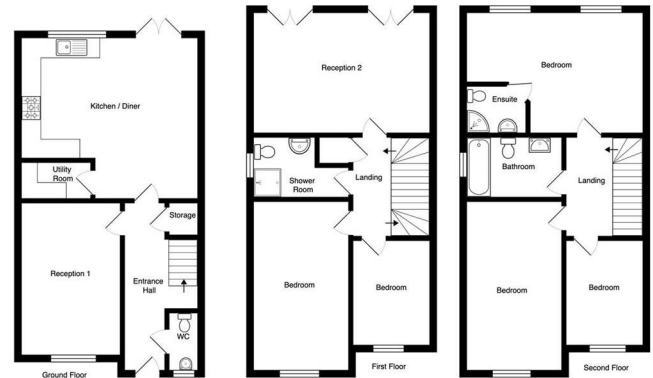 Kitchen / Diner
Utility
Room
Storage
Reception 1
Entrance
Hall
WC
Ground Floor
Reception 2
Shower
Room
Landing
Bedroom
Bedroom
First Floor
Bedroom
Ensuite
Bathroom
Landing
Bedroom
Bedroom
Second Floor